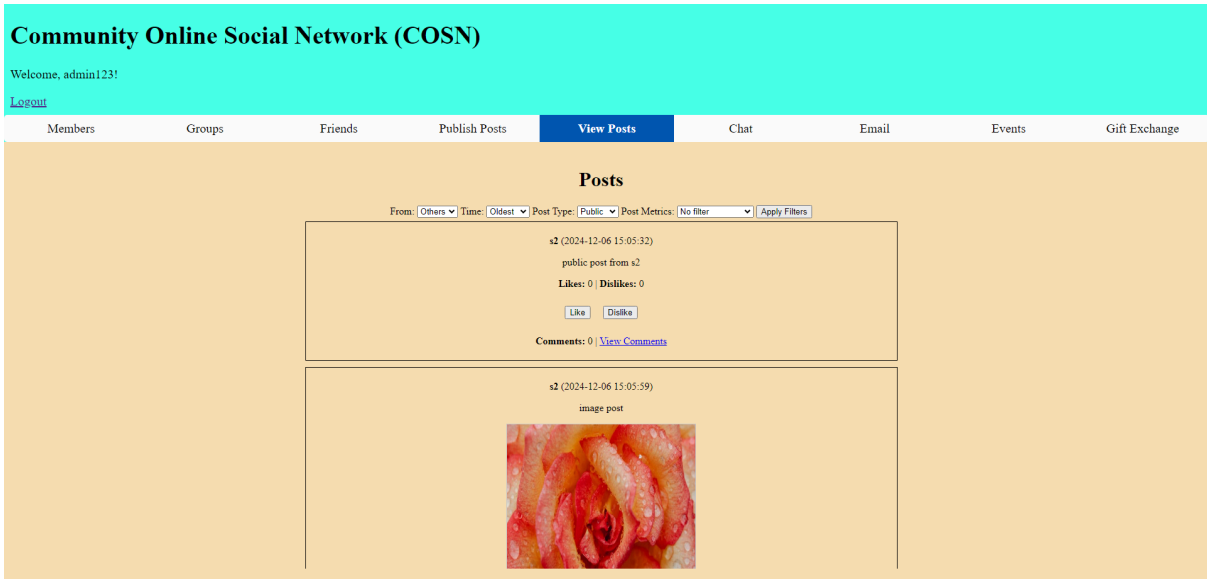 Community Online Social Network (COSN)
Welcome, admin123!
Logout
Members Groups Friends Publish Posts View Posts Chat Email Events Gift Exchange
Posts
From: Others Time: Oldest Post Type: Public Post Metrics: No filter Apply Filters
s2 (2024-12-06 15:05:32)
public post from s2
Likes: 0 | Dislikes: 0
Like Dislike
Comments: 0 | View Comments
s2 (2024-12-06 15:05:59)
image post